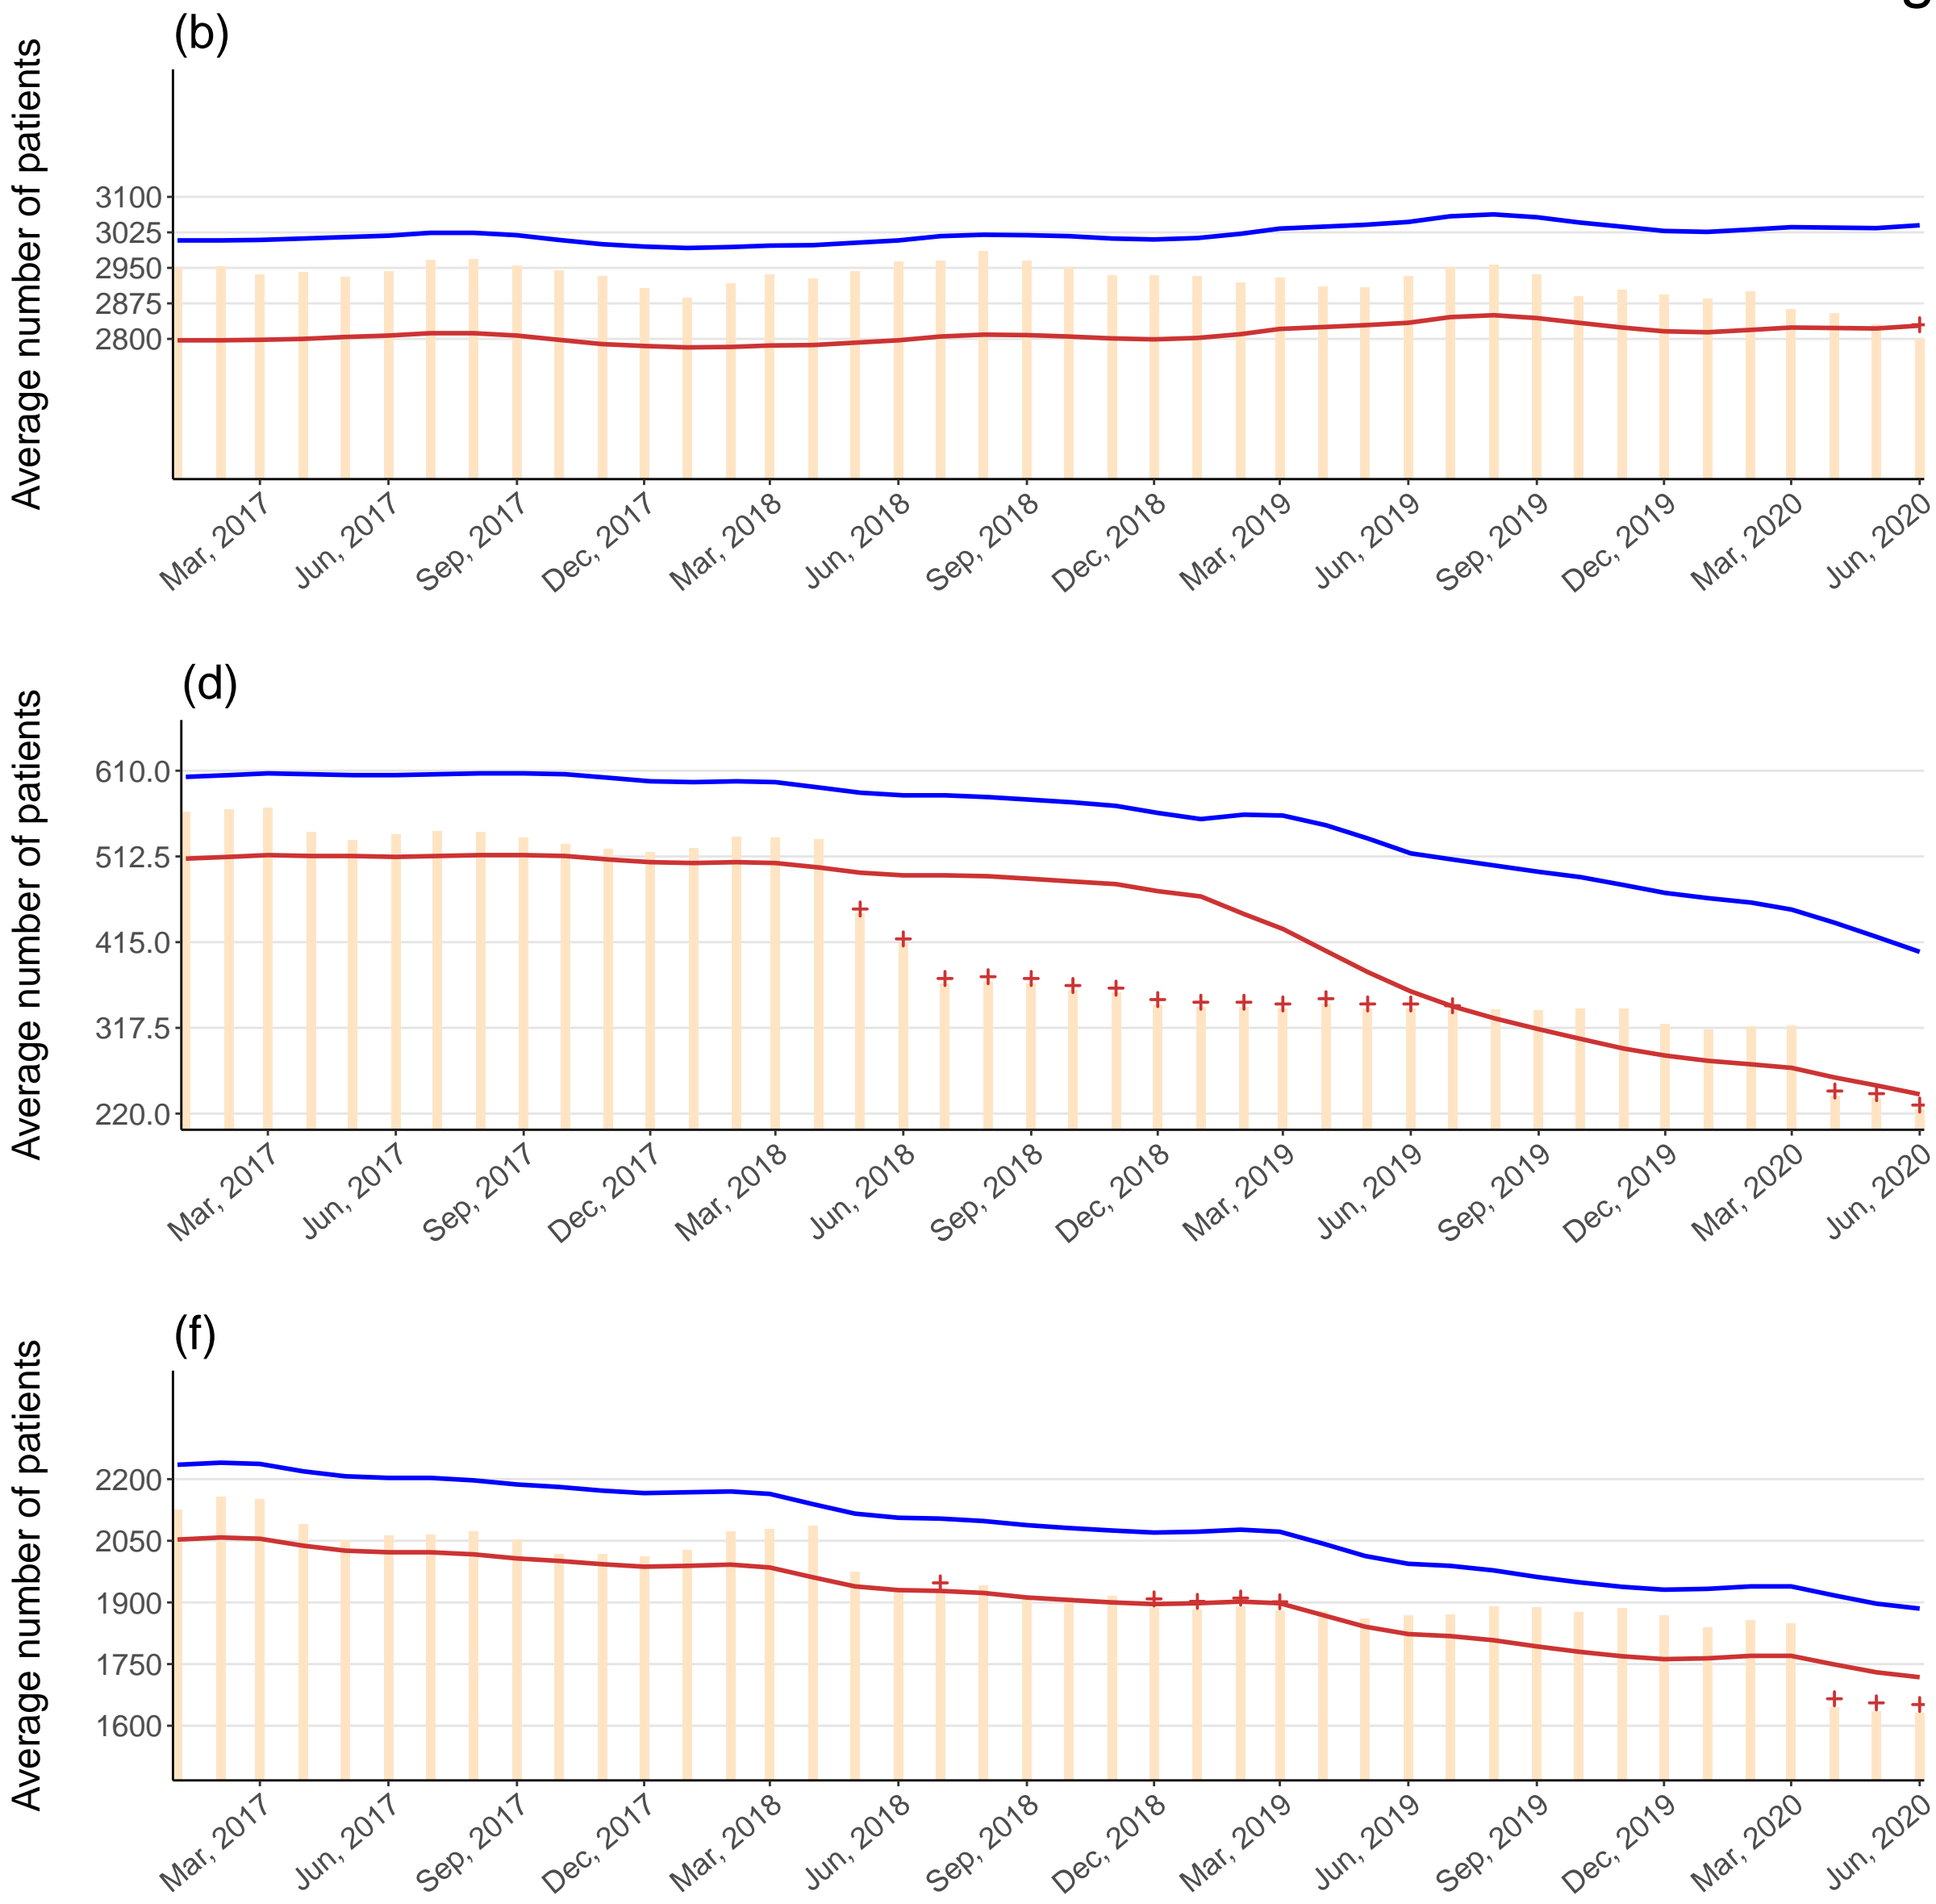 g
(b)
Average number of patients
3100
3025
2950
2875
2800
Mar, 2017 Jun, 2017 Sep, 2017 Dec, 2017 Mar, 2018 Jun, 2018 Sep, 2018 Dec, 2018 Mar, 2019 Jun, 2019 Sep, 2019 Dec, 2019 Mar, 2020 Jun, 2020
(d)
Average number of patients
610.0
512.5
415.0
317.5
220.0
Mar, 2017 Jun, 2017 Sep, 2017 Dec, 2017 Mar, 2018 Jun, 2018 Sep, 2018 Dec, 2018 Mar, 2019 Jun, 2019 Sep, 2019 Dec, 2019 Mar, 2020 Jun, 2020
(f)
Average number of patients
2200
2050
1900
1750
1600
Mar, 2017 Jun, 2017 Sep, 2017 Dec, 2017 Mar, 2018 Jun, 2018 Sep, 2018 Dec, 2018 Mar, 2019 Jun, 2019 Sep, 2019 Dec, 2019 Mar, 2020 Jun, 2020